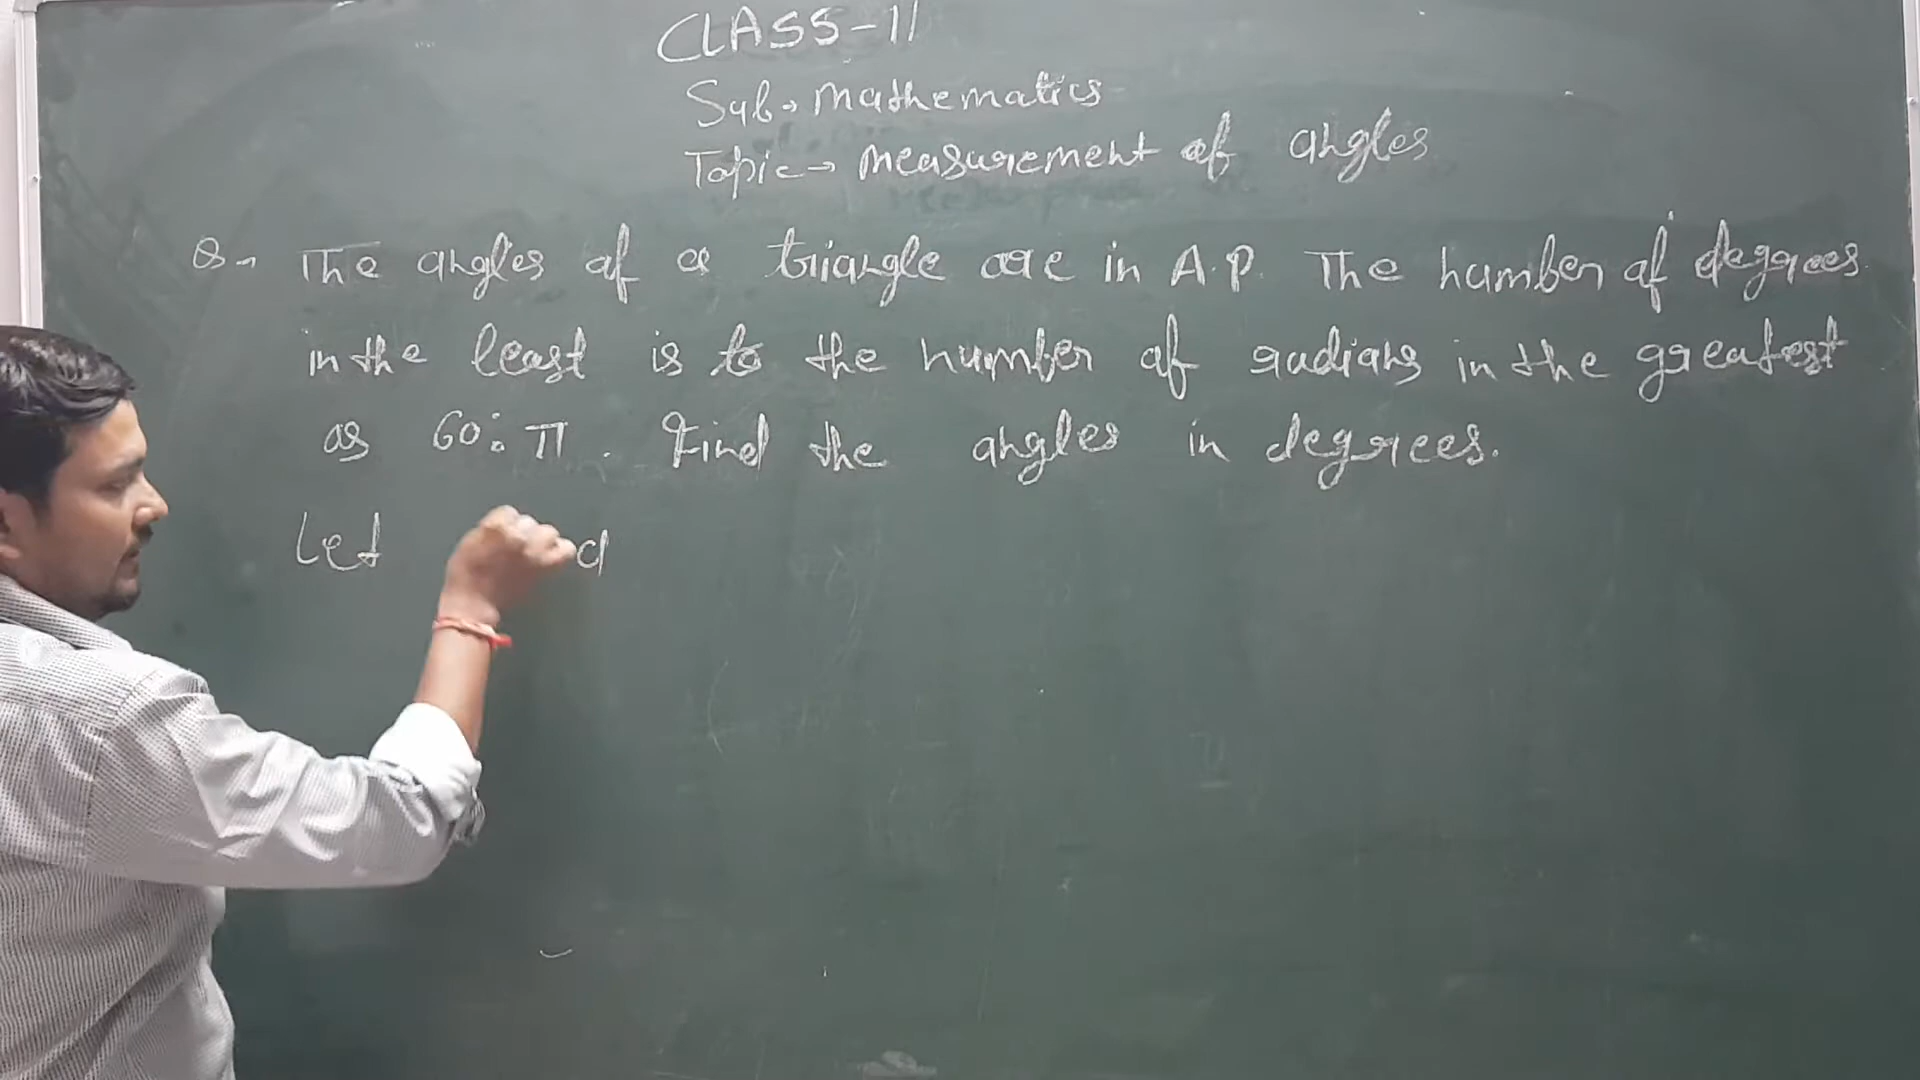 CLASS-11
Sub→ Mathematics
Topic→ measurement of angles
Q→ The angles of a triangle are in A.P. The number of degrees
in the least is to the number of radians in the greatest
as 60:π. Find the angles in degrees.
Let d